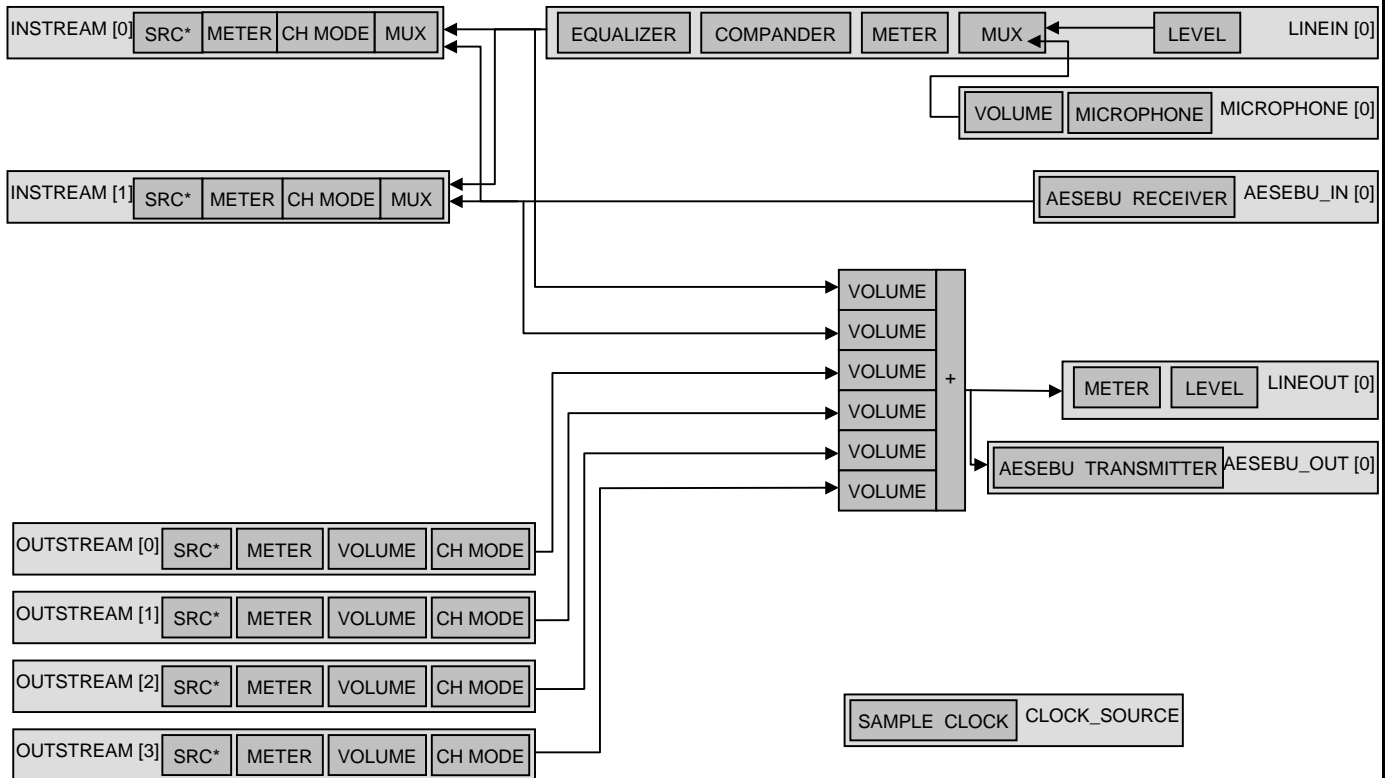 INSTREAM [0] SRC* METER CH MODE MUX
EQUALIZER COMPANDER METER MUX LEVEL LINEIN [0]
VOLUME MICROPHONE MICROPHONE [0]
INSTREAM [1] SRC* METER CH MODE MUX
AESEBU RECEIVER AESEBU_IN [0]
VOLUME
VOLUME
VOLUME
+
VOLUME
VOLUME
VOLUME
METER LEVEL LINEOUT [0]
AESEBU TRANSMITTER AESEBU_OUT [0]
OUTSTREAM [0] SRC* METER VOLUME CH MODE
OUTSTREAM [1] SRC* METER VOLUME CH MODE
OUTSTREAM [2] SRC* METER VOLUME CH MODE
OUTSTREAM [3] SRC* METER VOLUME CH MODE
SAMPLE CLOCK CLOCK_SOURCE